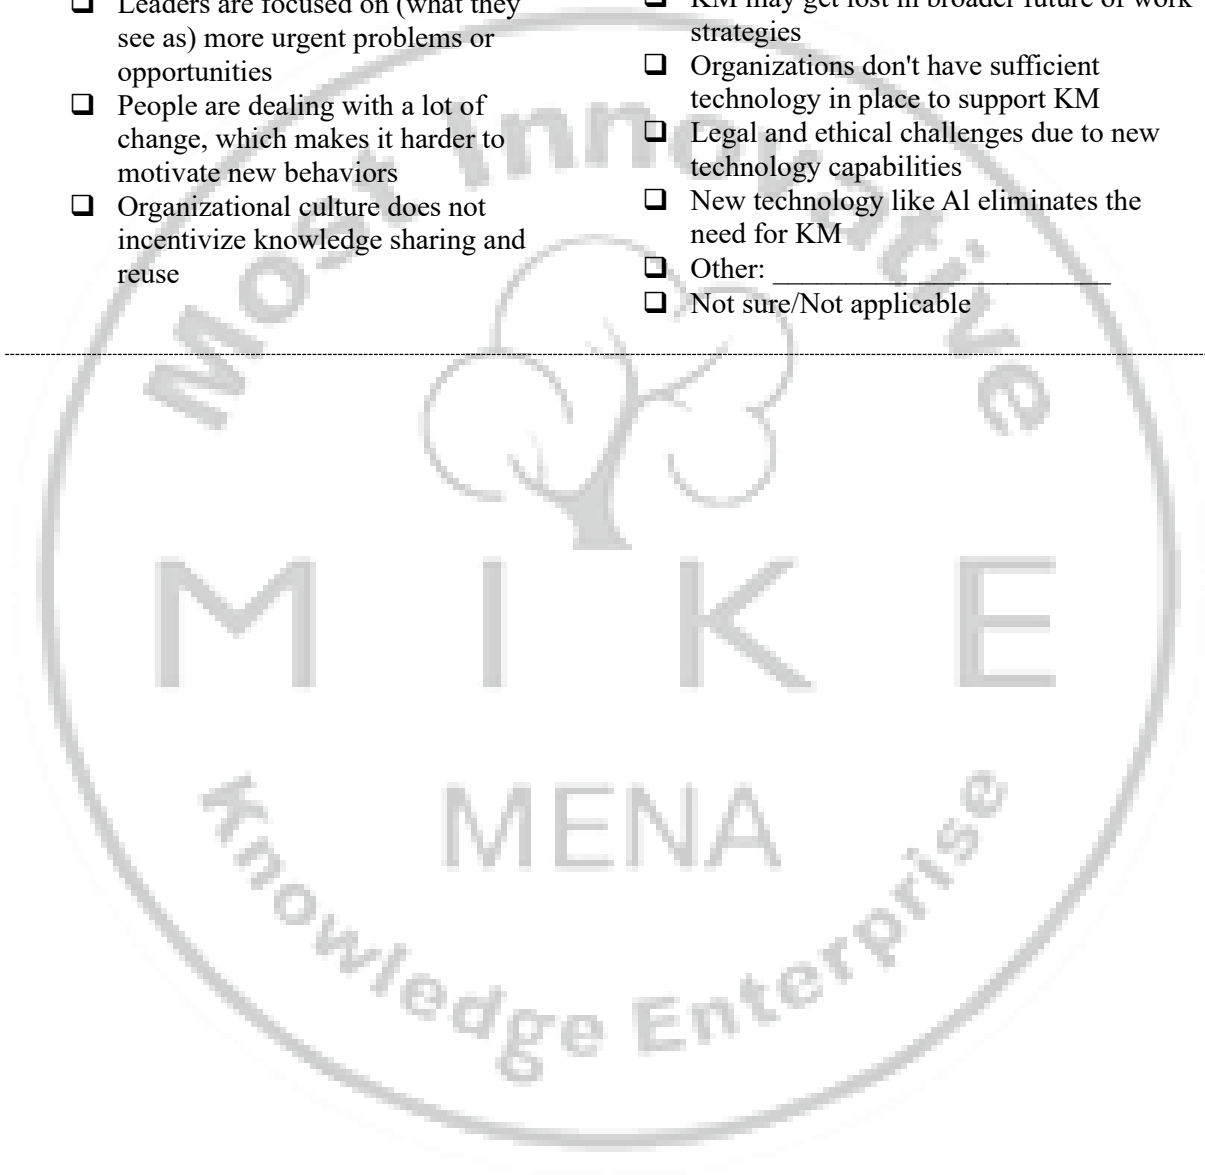 ❑ Leaders are focused on (what they
see as) more urgent problems or
opportunities
❑ People are dealing with a lot of
change, which makes it harder to
motivate new behaviors
❑ Organizational culture does not
incentivize knowledge sharing and
reuse
❑ KM may get lost in broader future of work
strategies
❑ Organizations don't have sufficient
technology in place to support KM
❑ Legal and ethical challenges due to new
technology capabilities
❑ New technology like Al eliminates the
need for KM
❑ Other: ________________________
❑ Not sure/Not applicable
Most Innovative
M I K E
MENA
Knowledge Enterprise